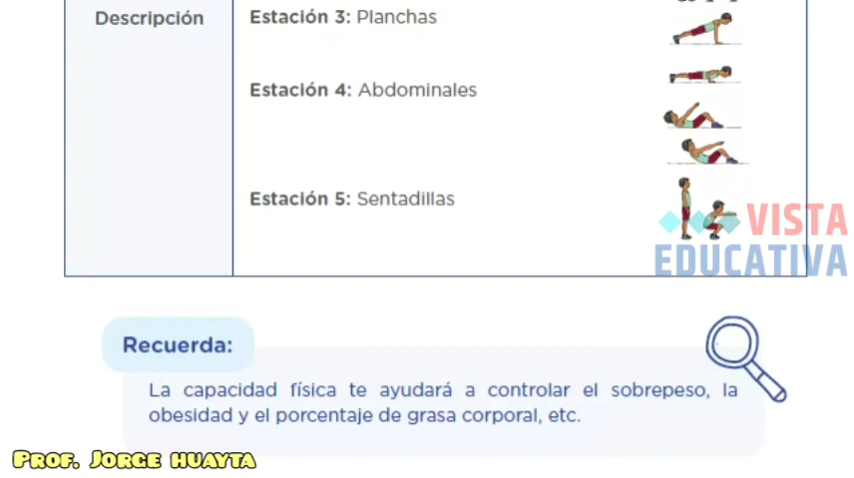 Descripción
Estación 3: Planchas
Estación 4: Abdominales
Estación 5: Sentadillas
VISTA
EDUCATIVA
Recuerda:
La capacidad física te ayudará a controlar el sobrepeso, la
obesidad y el porcentaje de grasa corporal, etc.
Prof. Jorge huayta